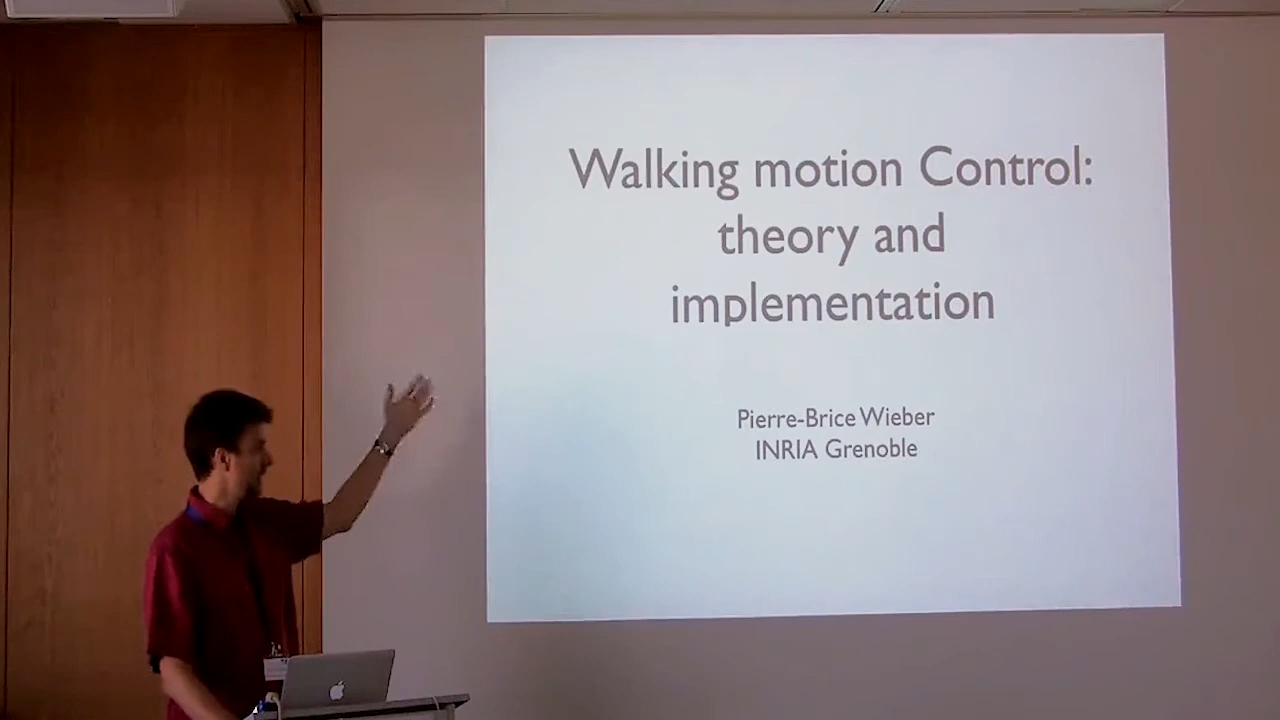 Walking motion Control:
theory and
implementation
Pierre-Brice Wieber
INRIA Grenoble